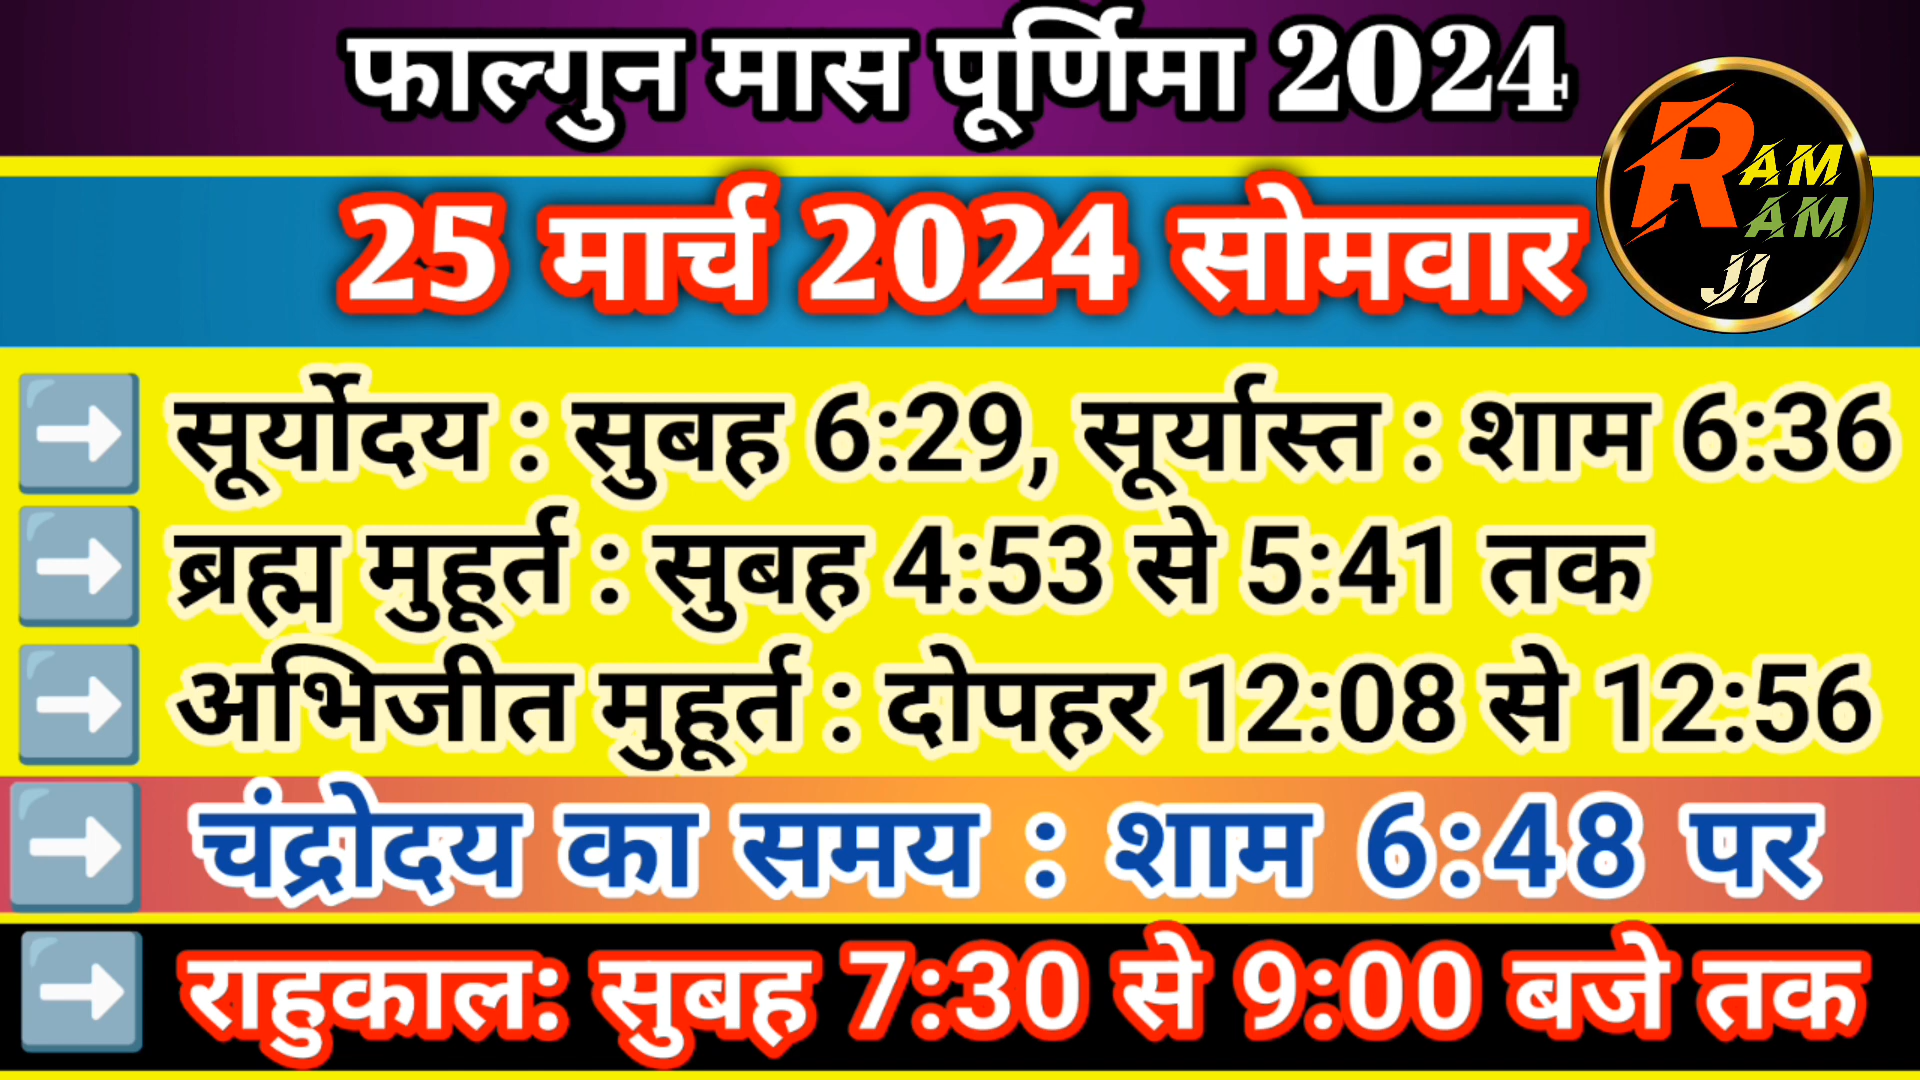 फाल्गुन मास पूर्णिमा 2024
25 मार्च 2024 सोमवार
RAM
RAM
JI
सूर्योदय : सुबह 6:29, सूर्यास्त : शाम 6:36
ब्रह्म मुहूर्त : सुबह 4:53 से 5:41 तक
अभिजीत मुहूर्त : दोपहर 12:08 से 12:56
चंद्रोदय का समय : शाम 6:48 पर
राहुकाल: सुबह 7:30 से 9:00 बजे तक